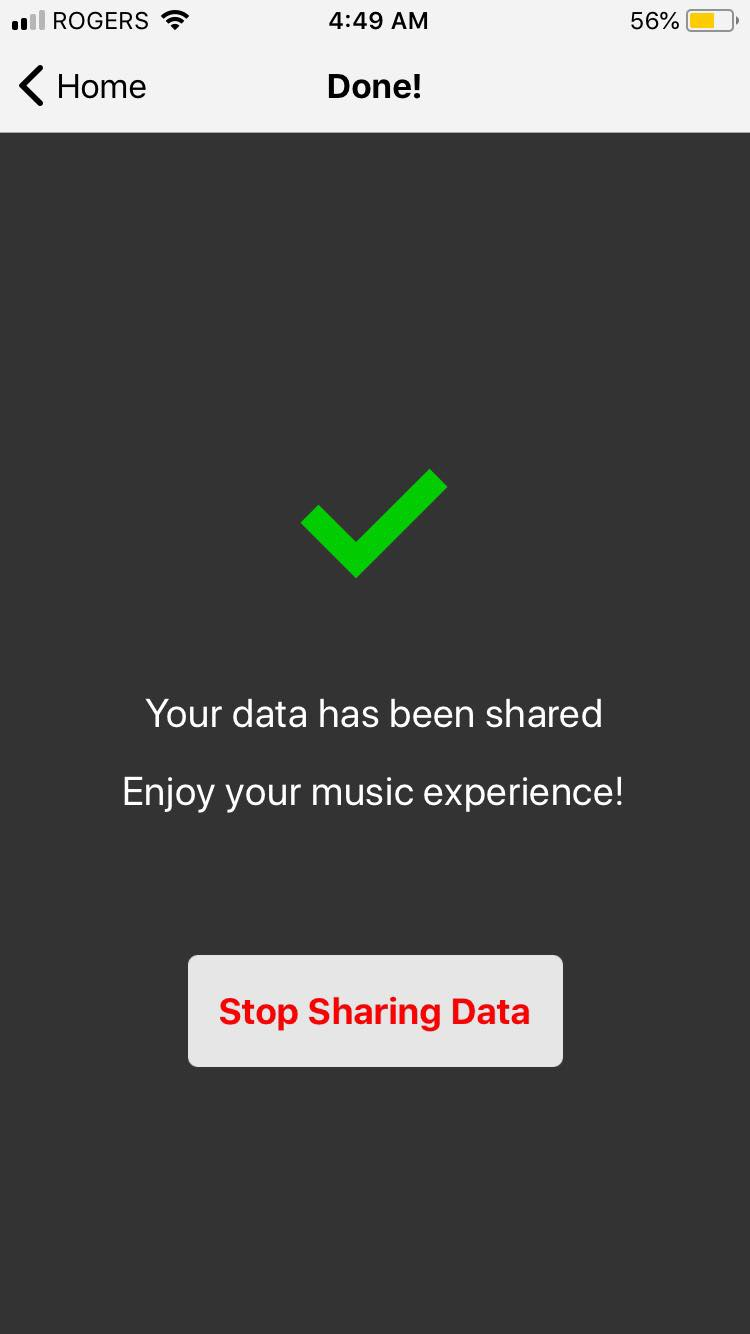 ROGERS 4:49 AM 56%
Home Done!
Your data has been shared
Enjoy your music experience!
Stop Sharing Data